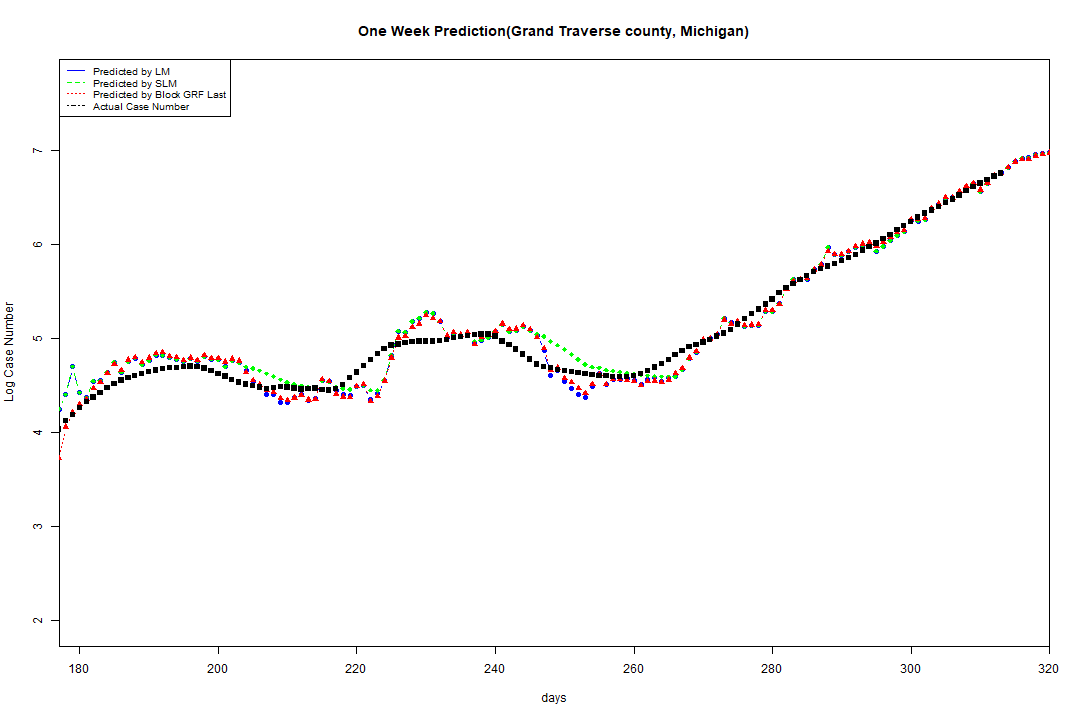 One Week Prediction(Grand Traverse county, Michigan)
Predicted by LM
Predicted by SLM
Predicted by Block GRF Last
Actual Case Number
7
6
5
4
3
2
Log Case Number
180 200 220 240 260 280 300 320
days